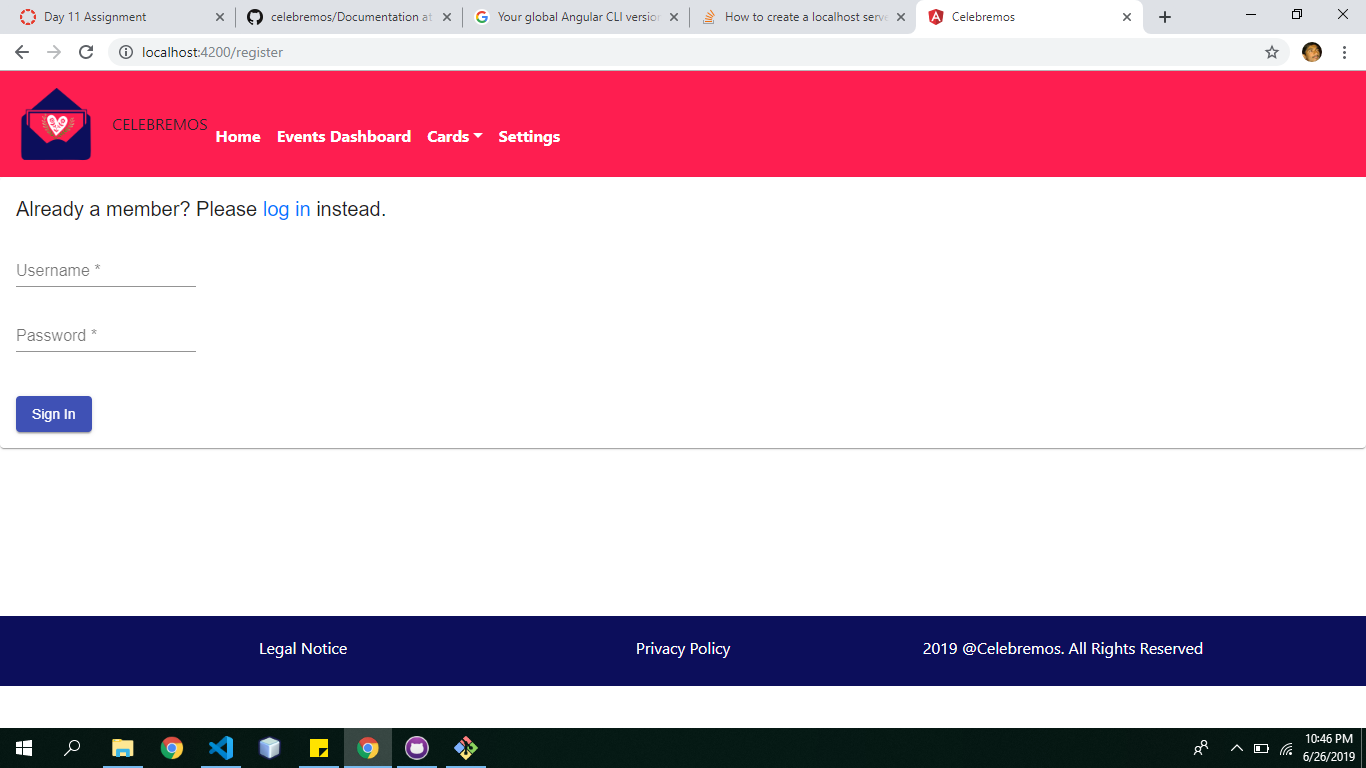 Day 11 Assignment
celebremos/Documentation at
Your global Angular CLI version
How to create a localhost serve
Celebremos
localhost:4200/register
CELEBREMOS
Home
Events Dashboard
Cards
Settings
Already a member? Please log in instead.
Username *
Password *
Sign In
Legal Notice
Privacy Policy
2019 @Celebremos. All Rights Reserved
10:46 PM
6/26/2019